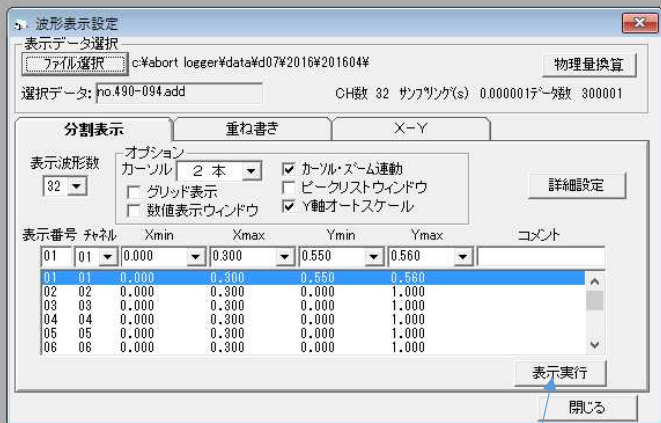 波形表示設定
表示データ選択
ファイル選択 c:¥abort logger¥data¥d07¥2016¥201604¥ 物理量換算
選択データ: no.490-094.add CH数 32 サンプリング(s) 0.000001データ数 300001
分割表示 重ね書き X-Y
オプション
表示波形数 カーソル 2 本 カーソル・ズーム連動
32 グリッド表示 ピークリストウィンドウ 詳細設定
数値表示ウィンドウ Y軸オートスケール
表示番号 チャネル Xmin Xmax Ymin Ymax コメント
01 01 0.000 0.300 0.550 0.560
01 01 0.000 0.300 0.550 0.560
02 02 0.000 0.300 0.000 1.000
03 03 0.000 0.300 0.000 1.000
04 04 0.000 0.300 0.000 1.000
05 05 0.000 0.300 0.000 1.000
06 06 0.000 0.300 0.000 1.000
表示実行
閉じる